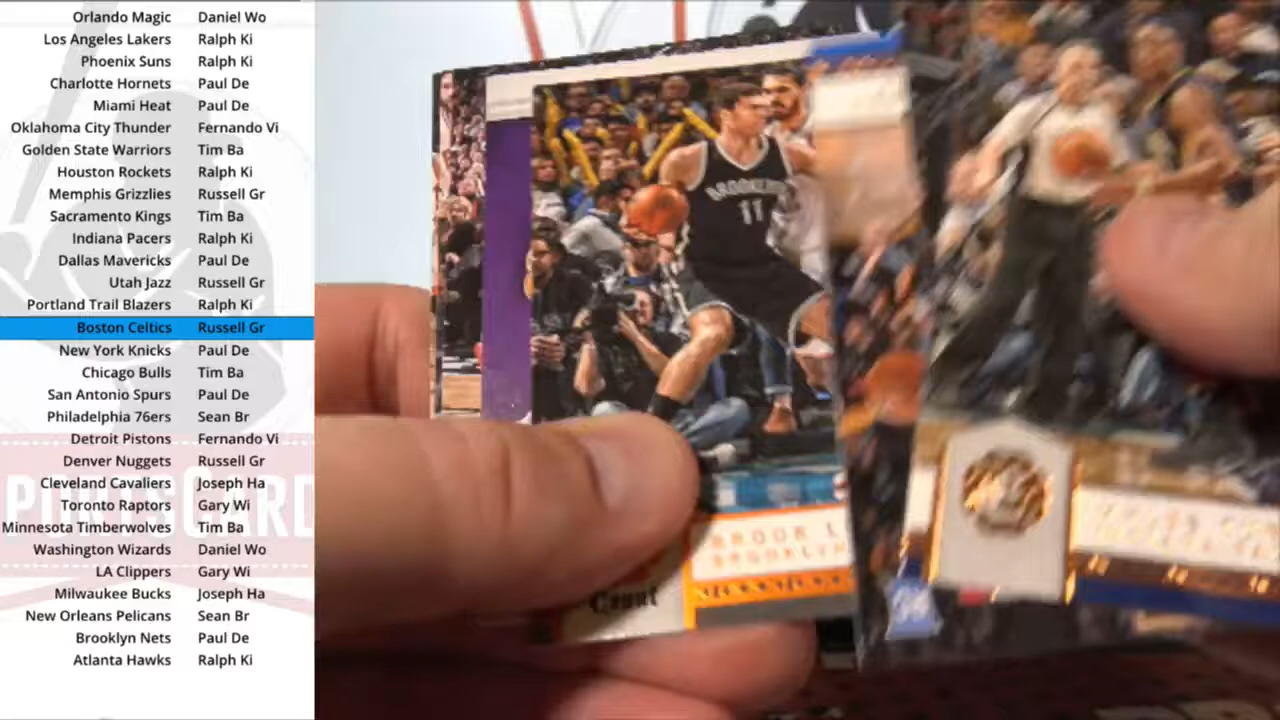 Orlando Magic Daniel Wo
Los Angeles Lakers Ralph Ki
Phoenix Suns Ralph Ki
Charlotte Hornets Paul De
Miami Heat Paul De
Oklahoma City Thunder Fernando Vi
Golden State Warriors Tim Ba
Houston Rockets Ralph Ki
Memphis Grizzlies Russell Gr
Sacramento Kings Tim Ba
Indiana Pacers Ralph Ki
Dallas Mavericks Paul De
Utah Jazz Russell Gr
Portland Trail Blazers Ralph Ki
Boston Celtics Russell Gr
New York Knicks Paul De
Chicago Bulls Tim Ba
San Antonio Spurs Paul De
Philadelphia 76ers Sean Br
Detroit Pistons Fernando Vi
Denver Nuggets Russell Gr
Cleveland Cavaliers Joseph Ha
Toronto Raptors Gary Wi
Minnesota Timberwolves Tim Ba
Washington Wizards Daniel Wo
LA Clippers Gary Wi
Milwaukee Bucks Joseph Ha
New Orleans Pelicans Sean Br
Brooklyn Nets Paul De
Atlanta Hawks Ralph Ki
PORTSCARD
BROOKLYN
11
BROOK L
BROOKLYN
Court